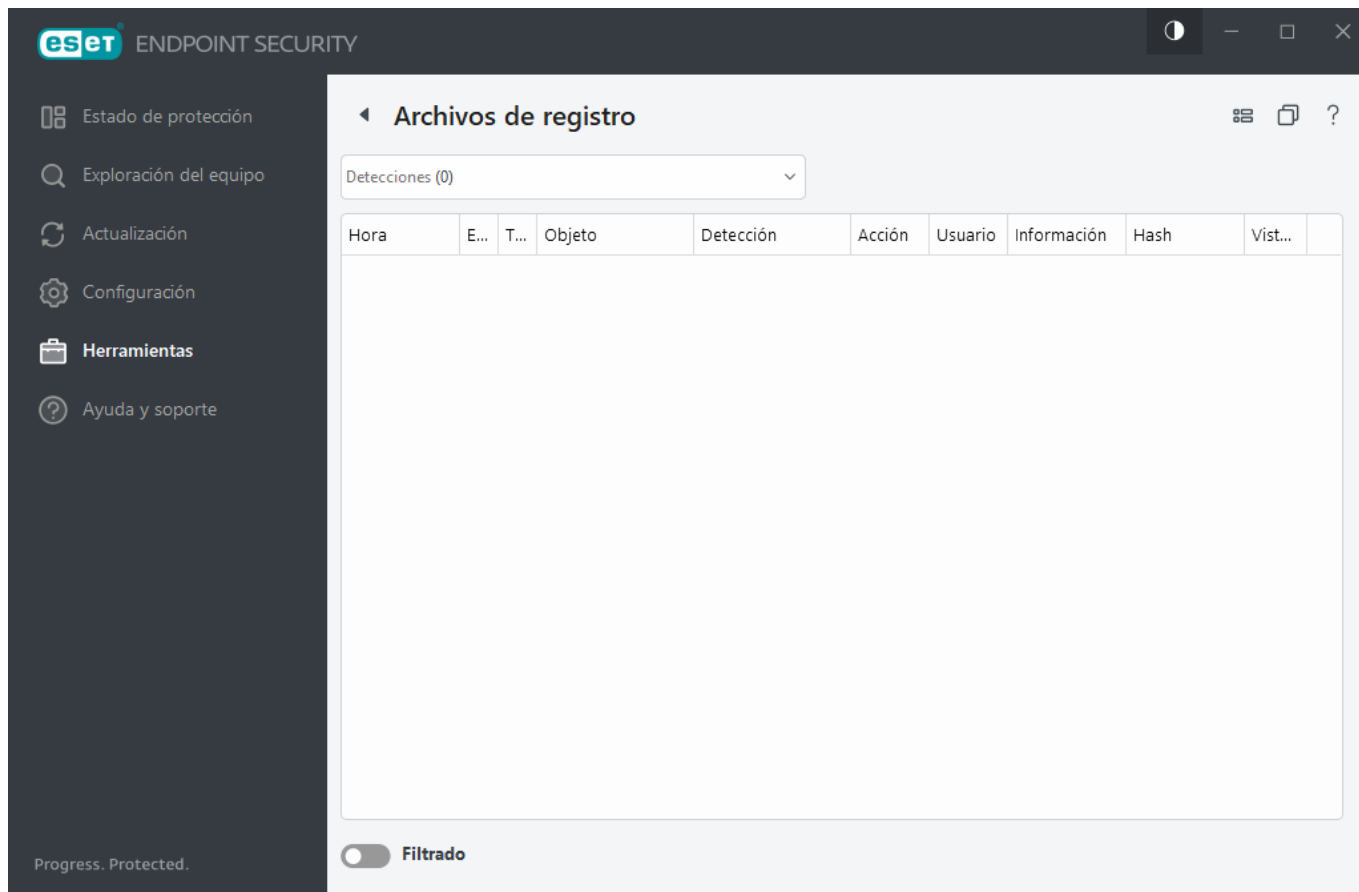 eset ENDPOINT SECURITY
Estado de protección
Exploración del equipo
Actualización
Configuración
Herramientas
Ayuda y soporte
Progress. Protected.
Archivos de registro
?
Detecciones (0)
Hora E... T... Objeto Detección Acción Usuario Información Hash Vist...
Filtrado